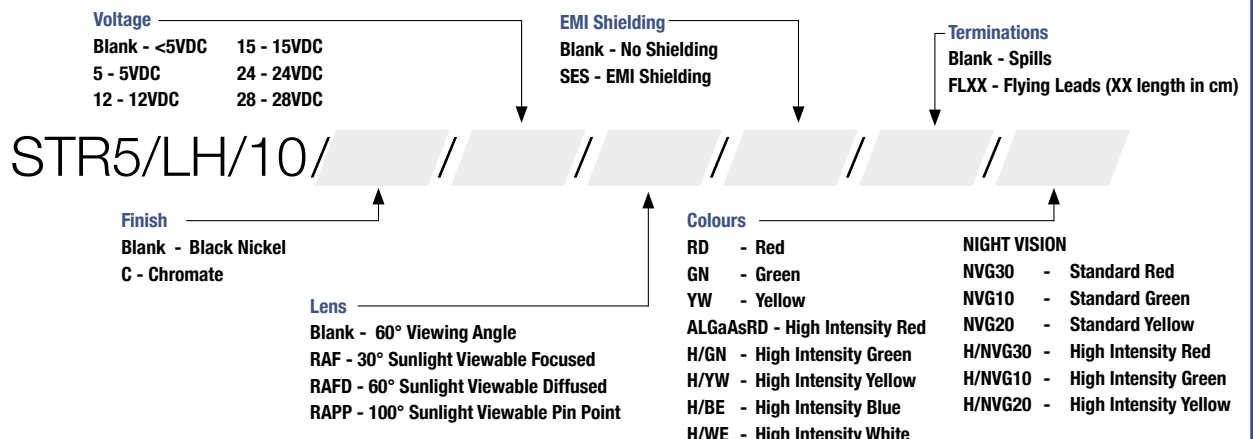 Voltage
Blank - <5VDC 15 - 15VDC
5 - 5VDC 24 - 24VDC
12 - 12VDC 28 - 28VDC
EMI Shielding
Blank - No Shielding
SES - EMI Shielding
Terminations
Blank - Spills
FLXX - Flying Leads (XX length in cm)
STR5/LH/10/ / / / / /
Finish
Blank - Black Nickel
C - Chromate
Lens
Blank - 60° Viewing Angle
RAF - 30° Sunlight Viewable Focused
RAFD - 60° Sunlight Viewable Diffused
RAPP - 100° Sunlight Viewable Pin Point
Colours
RD - Red
GN - Green
YW - Yellow
ALGaAsRD - High Intensity Red
H/GN - High Intensity Green
H/YW - High Intensity Yellow
H/BE - High Intensity Blue
H/WE - High Intensity White
NIGHT VISION
NVG30 - Standard Red
NVG10 - Standard Green
NVG20 - Standard Yellow
H/NVG30 - High Intensity Red
H/NVG10 - High Intensity Green
H/NVG20 - High Intensity Yellow